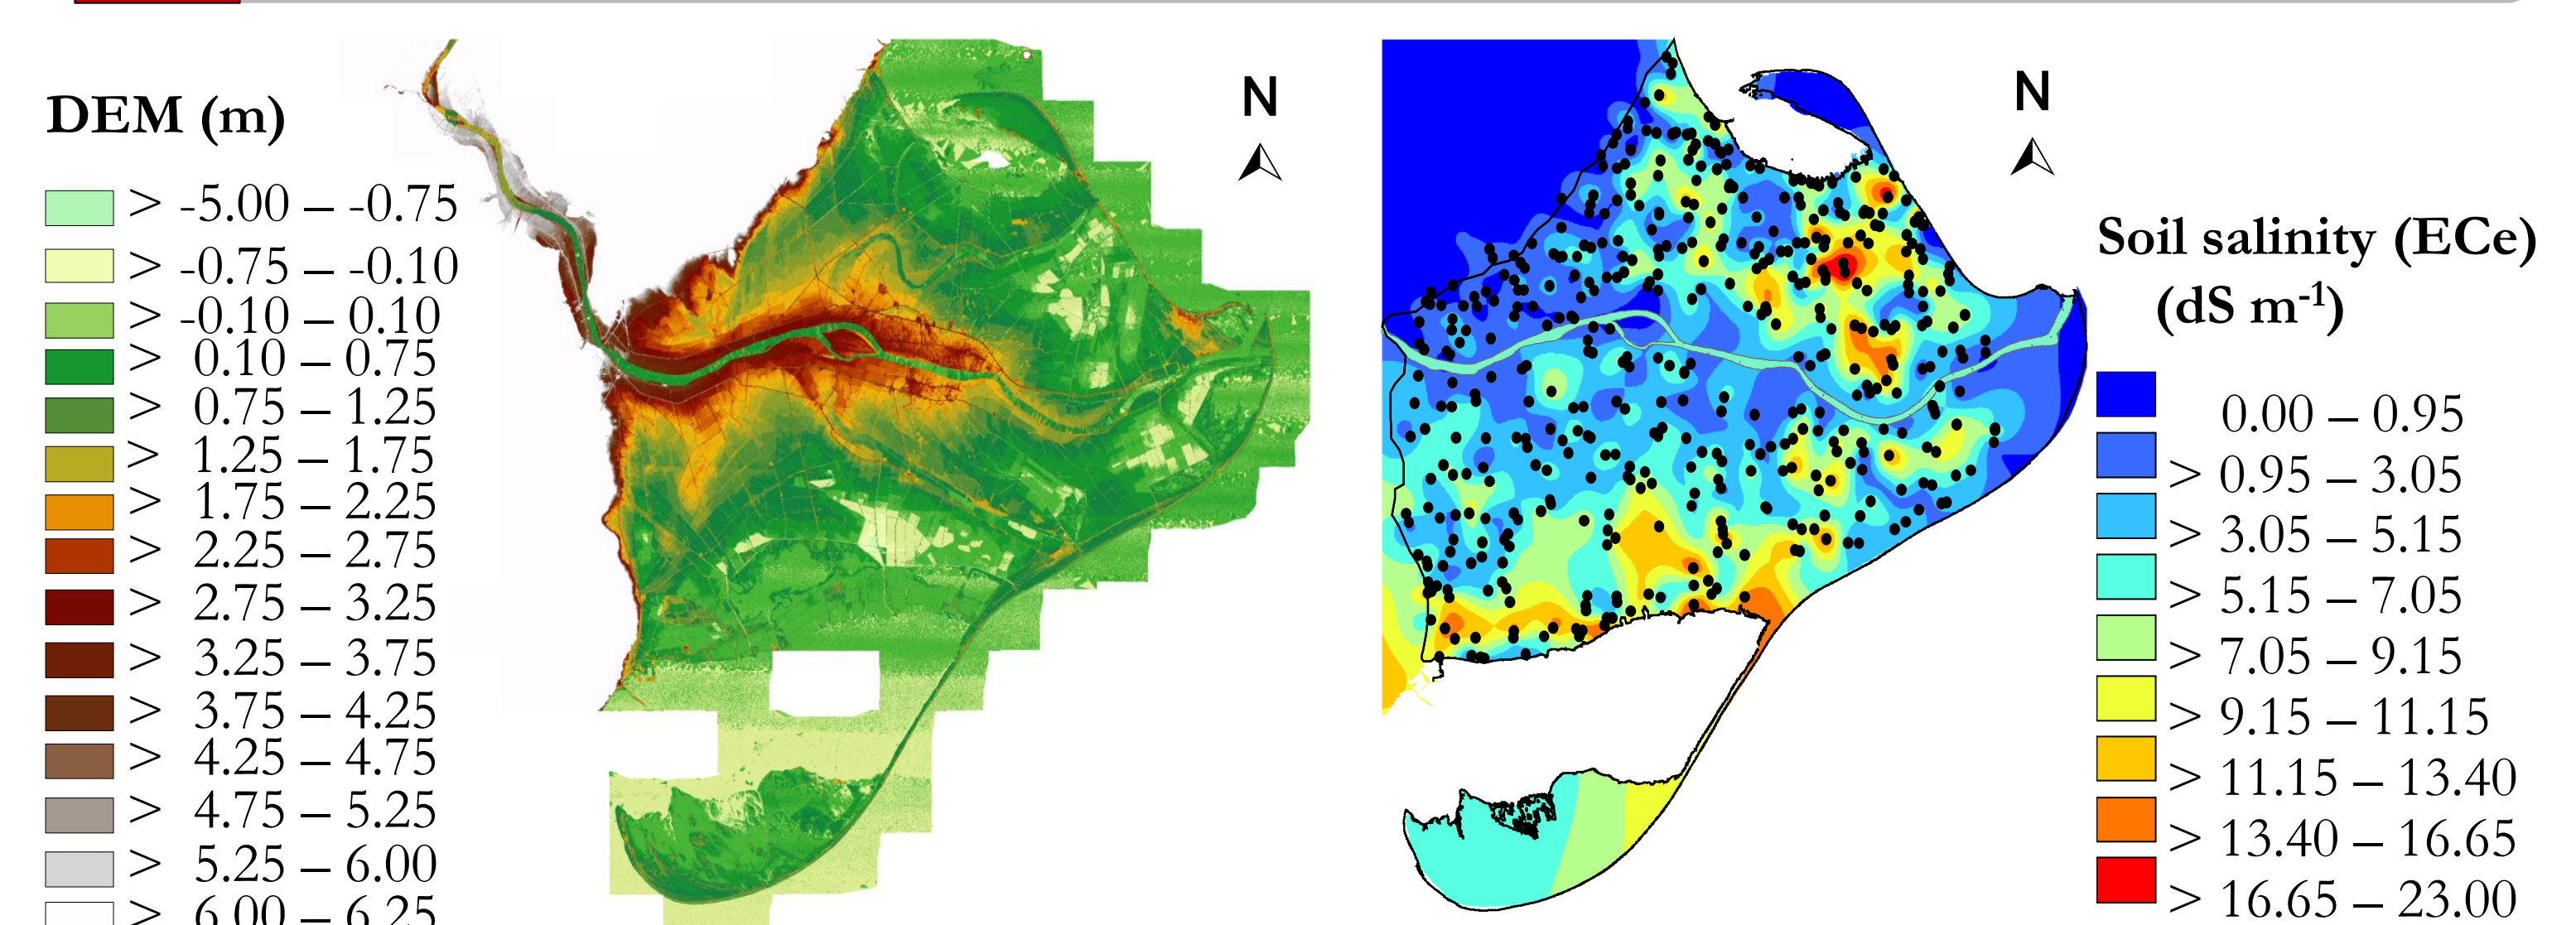 DEM (m)
> -5.00 – -0.75
> -0.75 – -0.10
> -0.10 – 0.10
> 0.10 – 0.75
> 0.75 – 1.25
> 1.25 – 1.75
> 1.75 – 2.25
> 2.25 – 2.75
> 2.75 – 3.25
> 3.25 – 3.75
> 3.75 – 4.25
> 4.25 – 4.75
> 4.75 – 5.25
> 5.25 – 6.00
> 6.00 – 6.25
N
N
Soil salinity (ECe)
(dS m⁻¹)
0.00 – 0.95
> 0.95 – 3.05
> 3.05 – 5.15
> 5.15 – 7.05
> 7.05 – 9.15
> 9.15 – 11.15
> 11.15 – 13.40
> 13.40 – 16.65
> 16.65 – 23.00